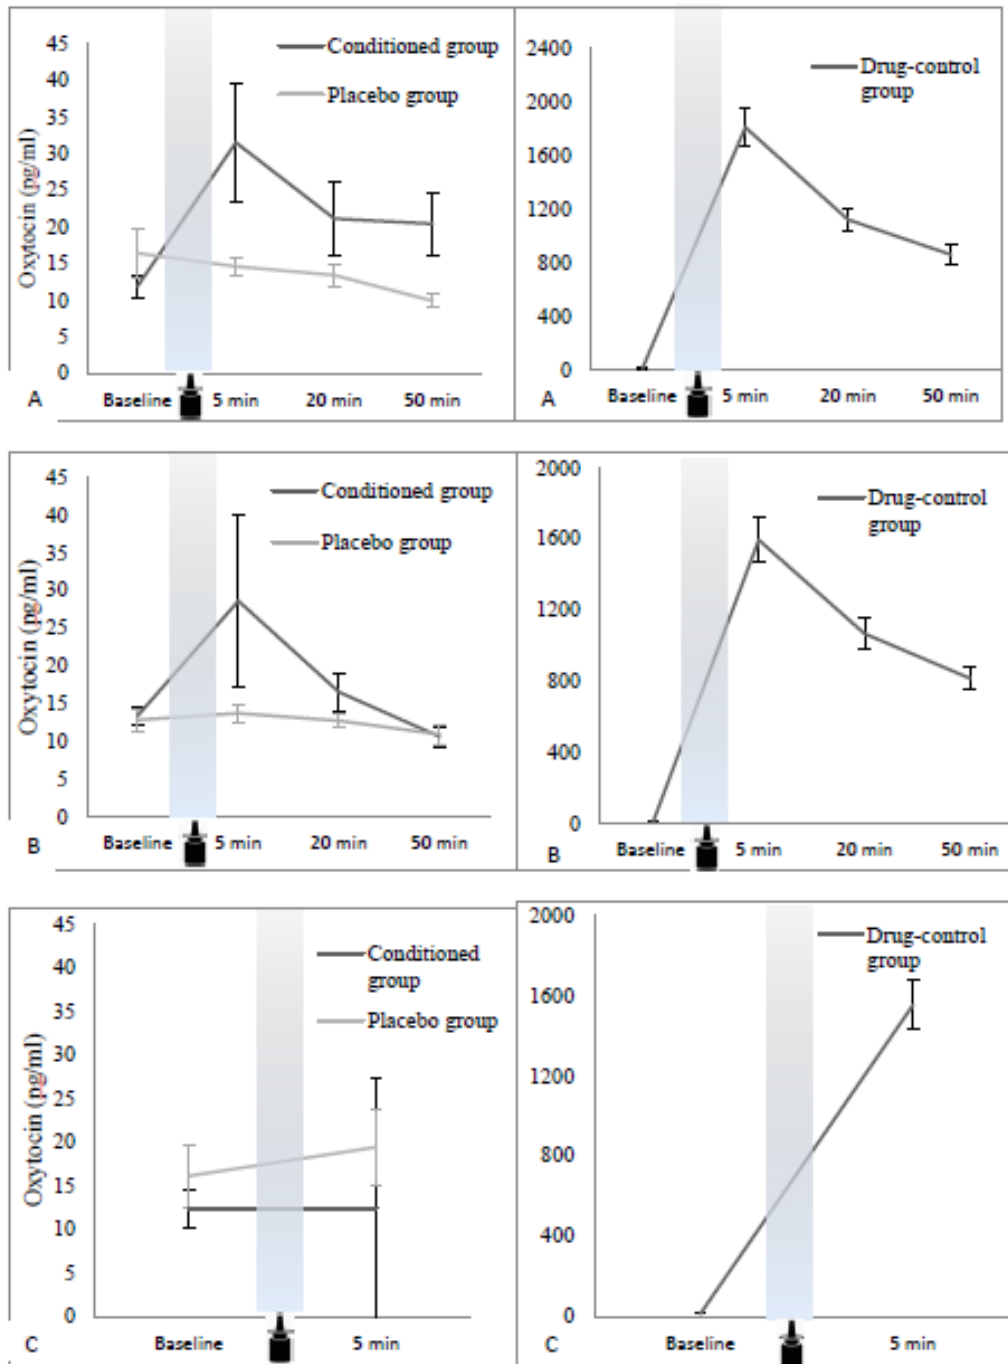 45
40
35
30
25
20
15
10
5
0
Oxytocin (pg/ml)
Conditioned group
Placebo group
A
Baseline
5 min
20 min
50 min
2400
2000
1600
1200
800
400
0
Drug-control
group
A
Baseline
5 min
20 min
50 min
45
40
35
30
25
20
15
10
5
0
Oxytocin (pg/ml)
Conditioned group
Placebo group
B
Baseline
5 min
20 min
50 min
2000
1600
1200
800
400
0
Drug-control
group
B
Baseline
5 min
20 min
50 min
45
40
35
30
25
20
15
10
5
0
Oxytocin (pg/ml)
Conditioned
group
Placebo group
C
Baseline
5 min
2000
1600
1200
800
400
0
Drug-control
group
C
Baseline
5 min